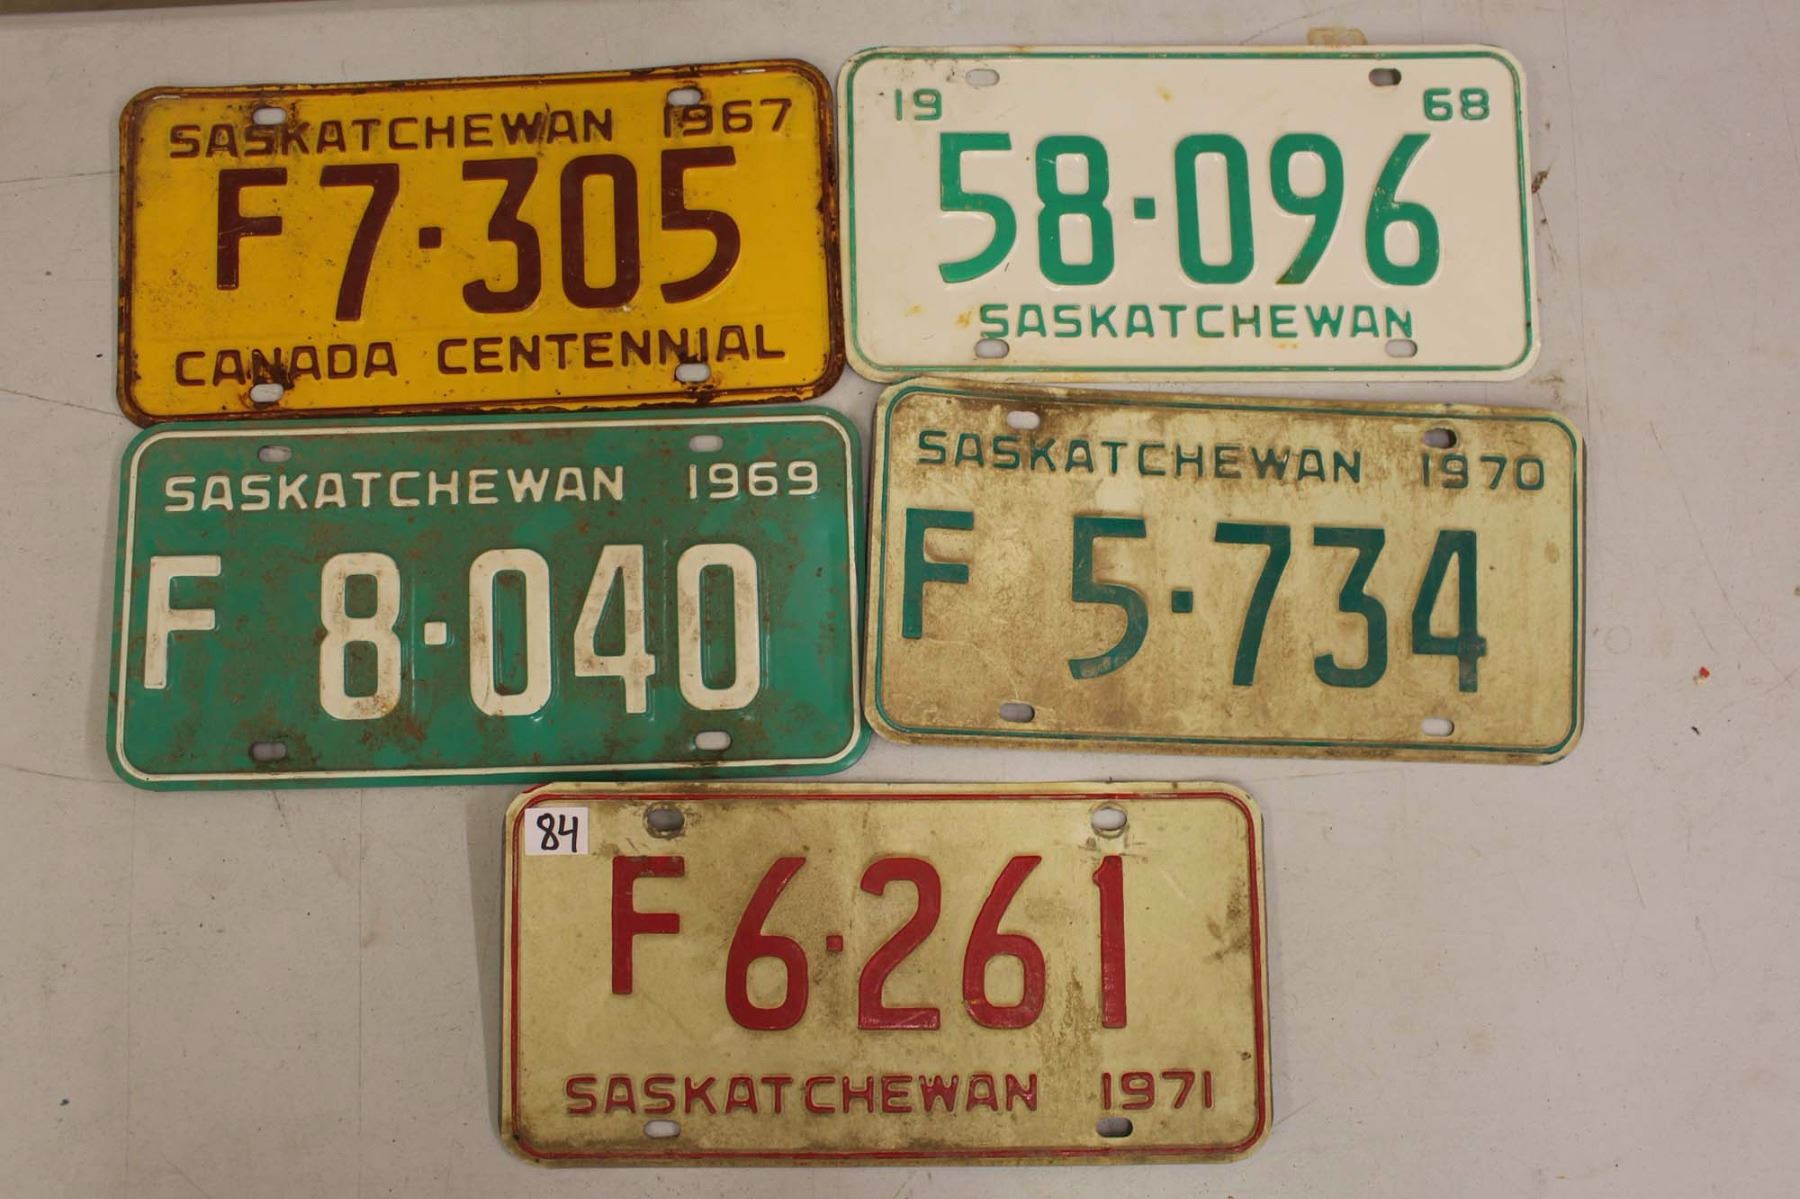 SASKATCHEWAN 1967
F7·305
CANADA CENTENNIAL
19 68
58·096
SASKATCHEWAN
SASKATCHEWAN 1969
F 8·040
SASKATCHEWAN 1970
F 5·734
84
F6·261
SASKATCHEWAN 1971